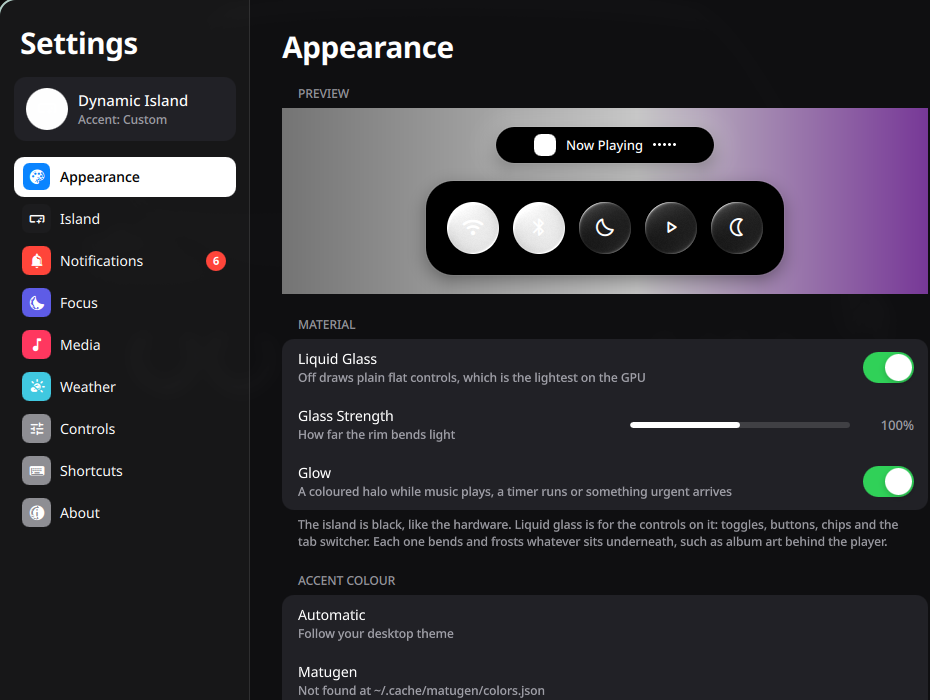 Settings
Dynamic Island
Accent: Custom
Appearance
Island
Notifications
6
Focus
Media
Weather
Controls
Shortcuts
About
Appearance
PREVIEW
Now Playing
MATERIAL
Liquid Glass
Off draws plain flat controls, which is the lightest on the GPU
Glass Strength
How far the rim bends light
100%
Glow
A coloured halo while music plays, a timer runs or something urgent arrives
The island is black, like the hardware. Liquid glass is for the controls on it: toggles, buttons, chips and the
tab switcher. Each one bends and frosts whatever sits underneath, such as album art behind the player.
ACCENT COLOUR
Automatic
Follow your desktop theme
Matugen
Not found at ~/.cache/matugen/colors.json